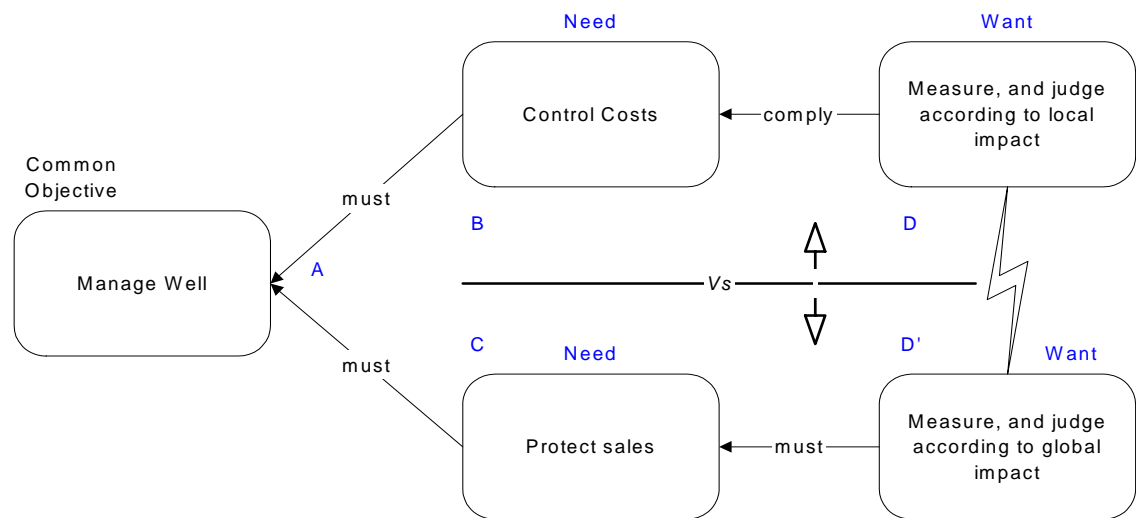 Need
Want
Control Costs
comply
Measure, and judge
according to local
impact
Common
Objective
must
B
D
Manage Well
A
Vs
must
C
Need
D'
Want
Protect sales
must
Measure, and judge
according to global
impact